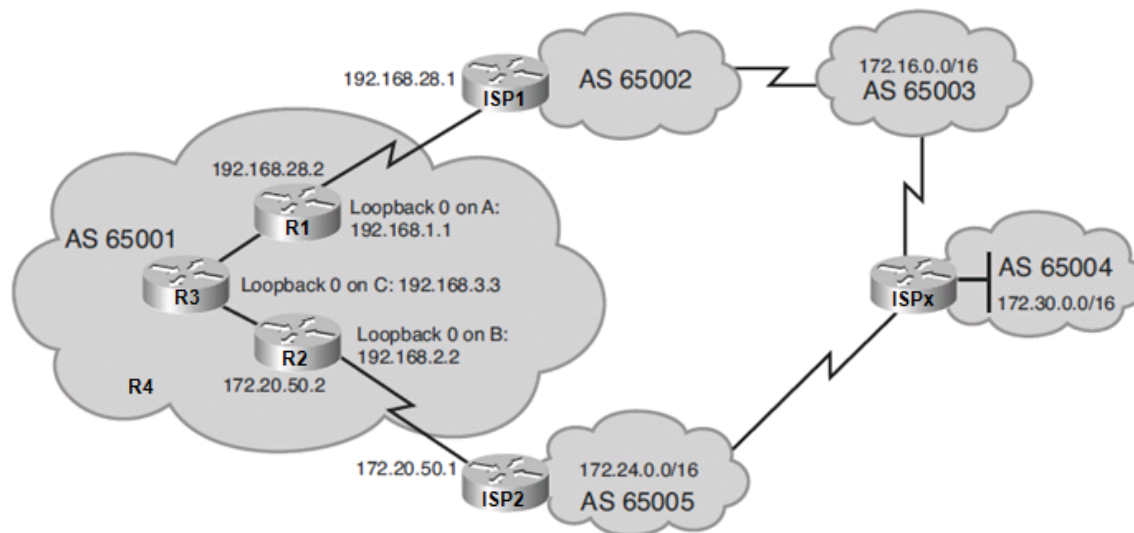 192.168.28.1
ISP1
AS 65002
172.16.0.0/16
AS 65003
192.168.28.2
R1
Loopback 0 on A:
192.168.1.1
AS 65001
R3
Loopback 0 on C: 192.168.3.3
R2
Loopback 0 on B:
192.168.2.2
R4
172.20.50.2
ISPx
AS 65004
172.30.0.0/16
172.20.50.1
ISP2
172.24.0.0/16
AS 65005